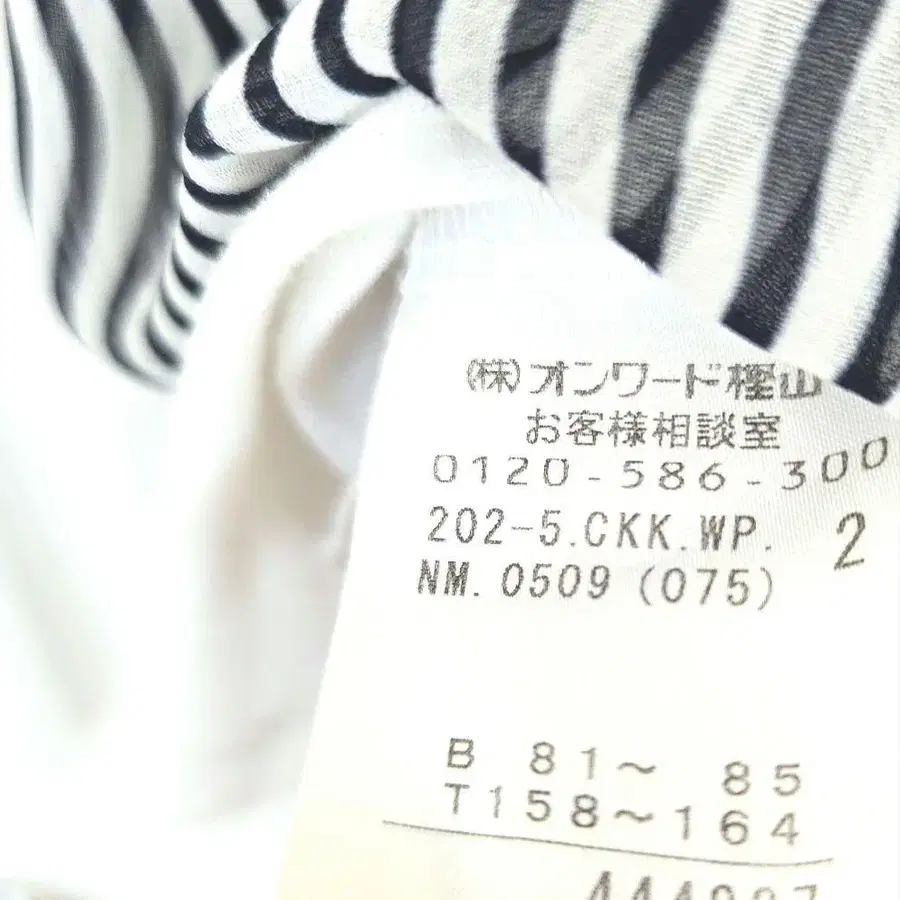 (株)オンワード樫山
お客様相談室
0120-586-300
202-5.CKK.WP. 2
NM.0509(075)
B 81～ 85
T158～164